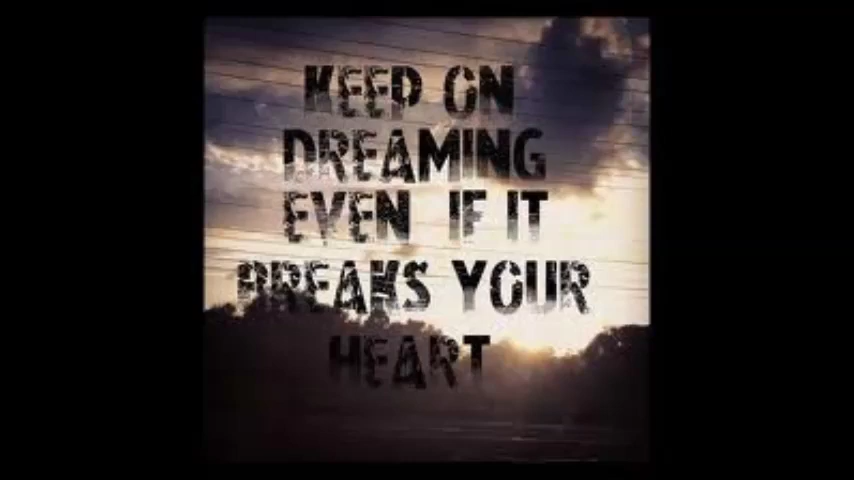 KEEP ON
DREAMING
EVEN IF IT
BREAKS YOUR
HEART